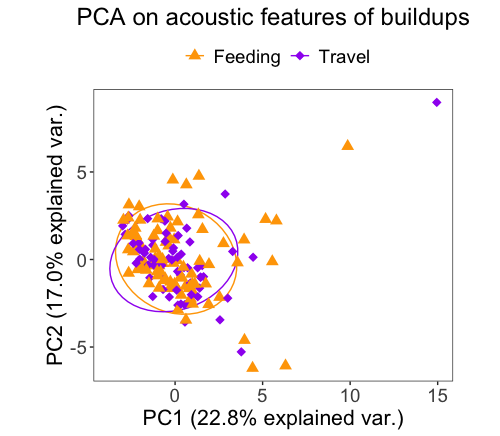 PCA on acoustic features of buildups
Feeding Travel
PC2 (17.0% explained var.)
5
0
-5
0 5 10 15
PC1 (22.8% explained var.)